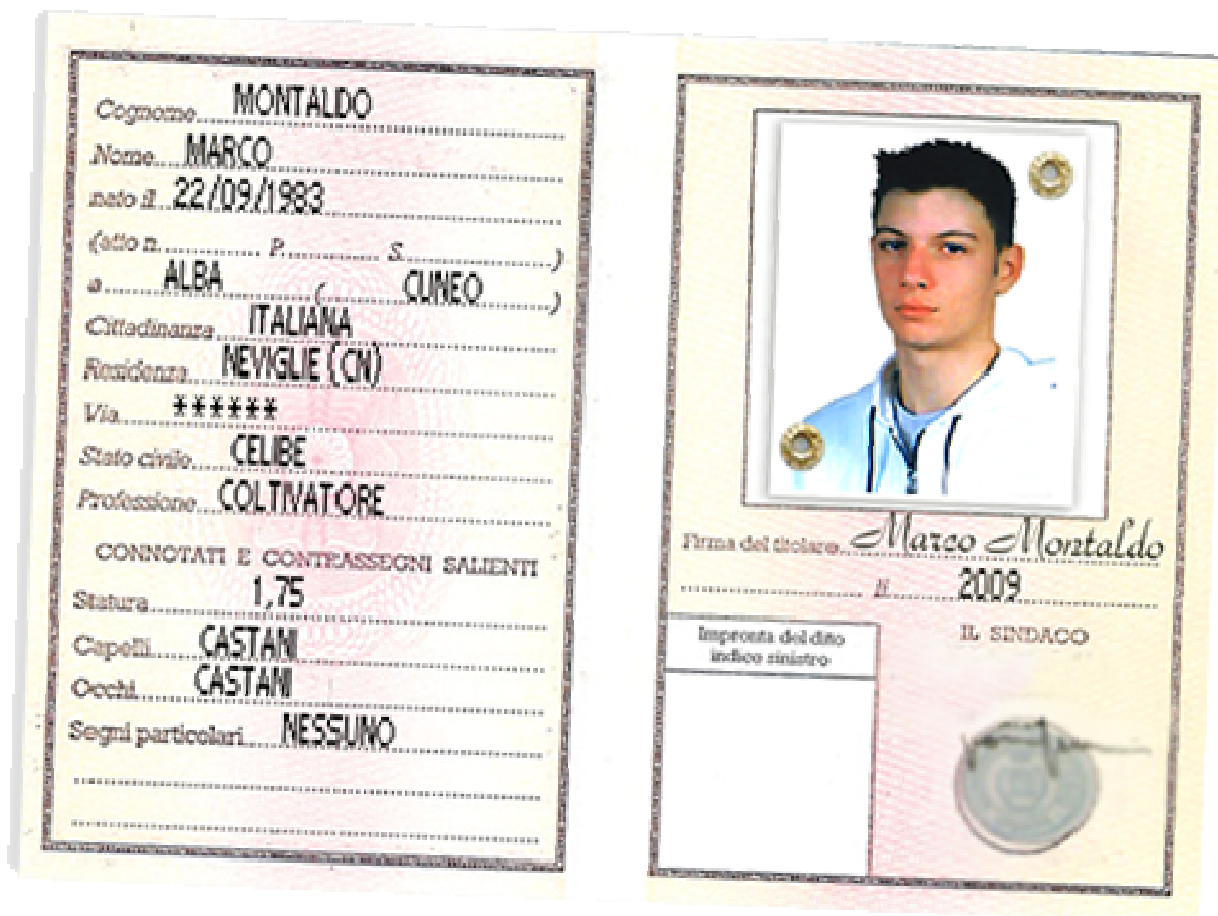 Cognome MONTALDO
Nome MARCO
nato il 22/09/1983
(atto n. P. S. )
a ALBA ( CUNEO )
Cittadinanza ITALIANA
Residenza NEVIGLIE (CN)
Via ******
Stato civile CELIBE
Professione COLTIVATORE
CONNOTATI E CONTRASSEGNI SALIENTI
Statura 1,75
Capelli CASTANI
Occhi CASTANI
Segni particolari NESSUNO
Firma del titolare Marco Montaldo
li 2009
Impronta del dito
indice sinistro
IL SINDACO